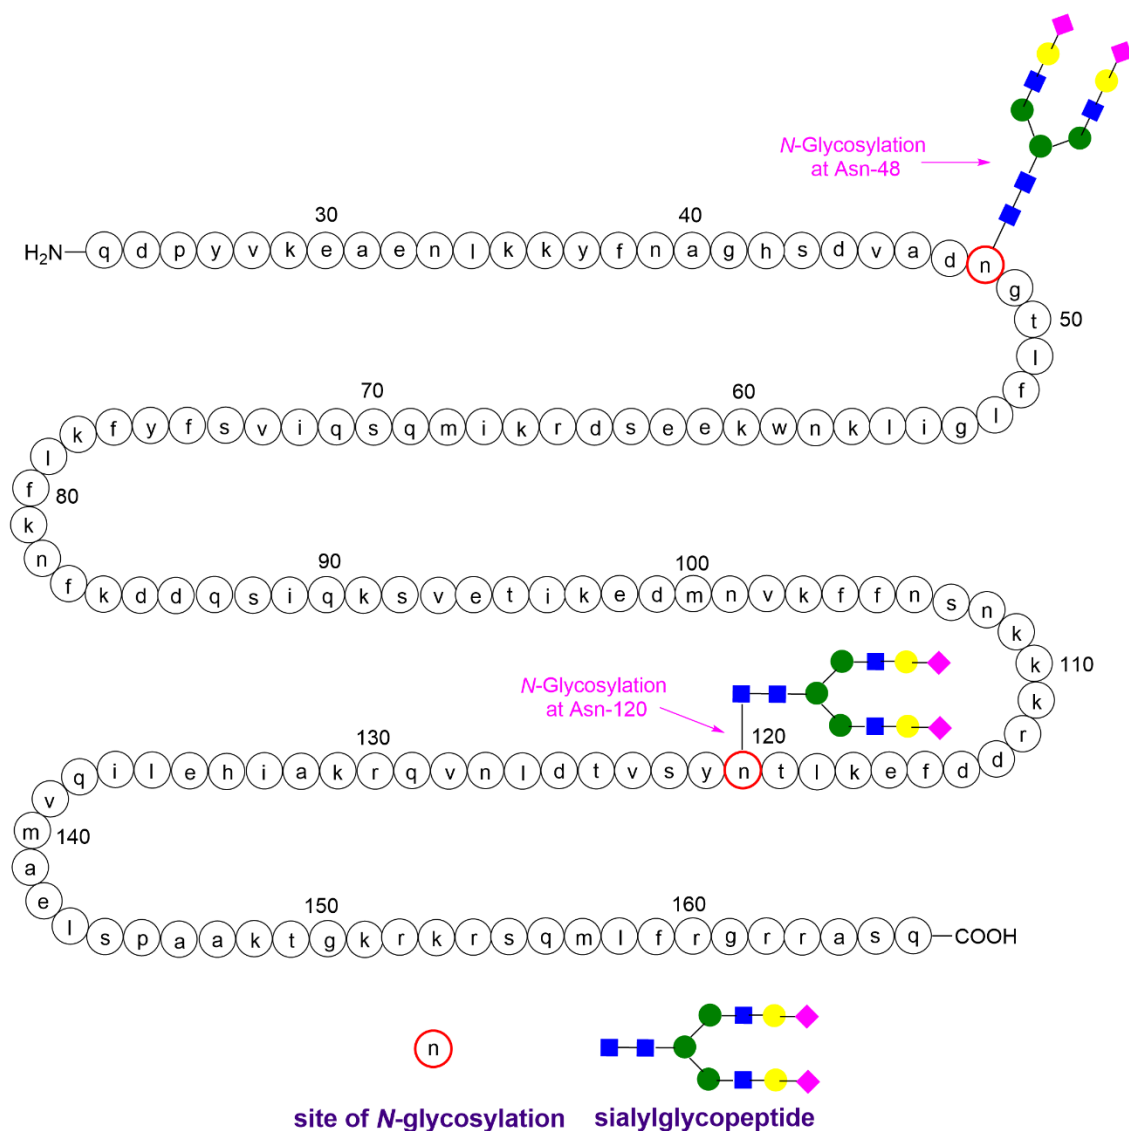 N-Glycosylation
at Asn-48
30
40
H₂N q d p y v k e a e n l k k y f n a g h s d v a d n
g
t 50
l
f
70
60
k f y f s v i q s q m i k r d s e e k w n k l i g l
l
f 80
k
n
90
100
f k d d q s i q k s v e t i k e d m n v k f f n s n
k
k 110
k
r
N-Glycosylation
at Asn-120
130
120
q i l e h i a k r q v n l d t v s y n t l k e f d d
v
m 140
a
e
150
160
l s p a a k t g k r k r s q m l f r g r r a s q COOH
n
site of N-glycosylation
sialylglycopeptide